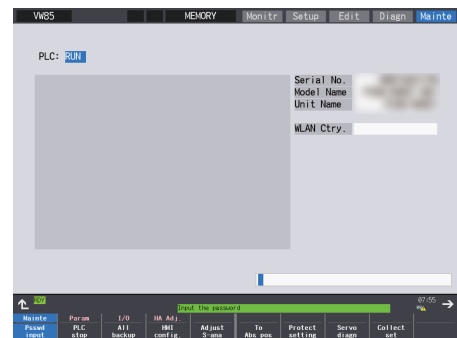 VW85 MEMORY Monitr Setup Edit Diagn Mainte
PLC: RUN
Serial No.
Model Name
Unit Name
WLAN Ctry.
RDY
Input the password
07:55
Mainte Param I/O HA Adj.
Psswd input PLC stop All backup HMI config. Adjust S-ana To Abs pos Protect setting Servo diagn Collect set